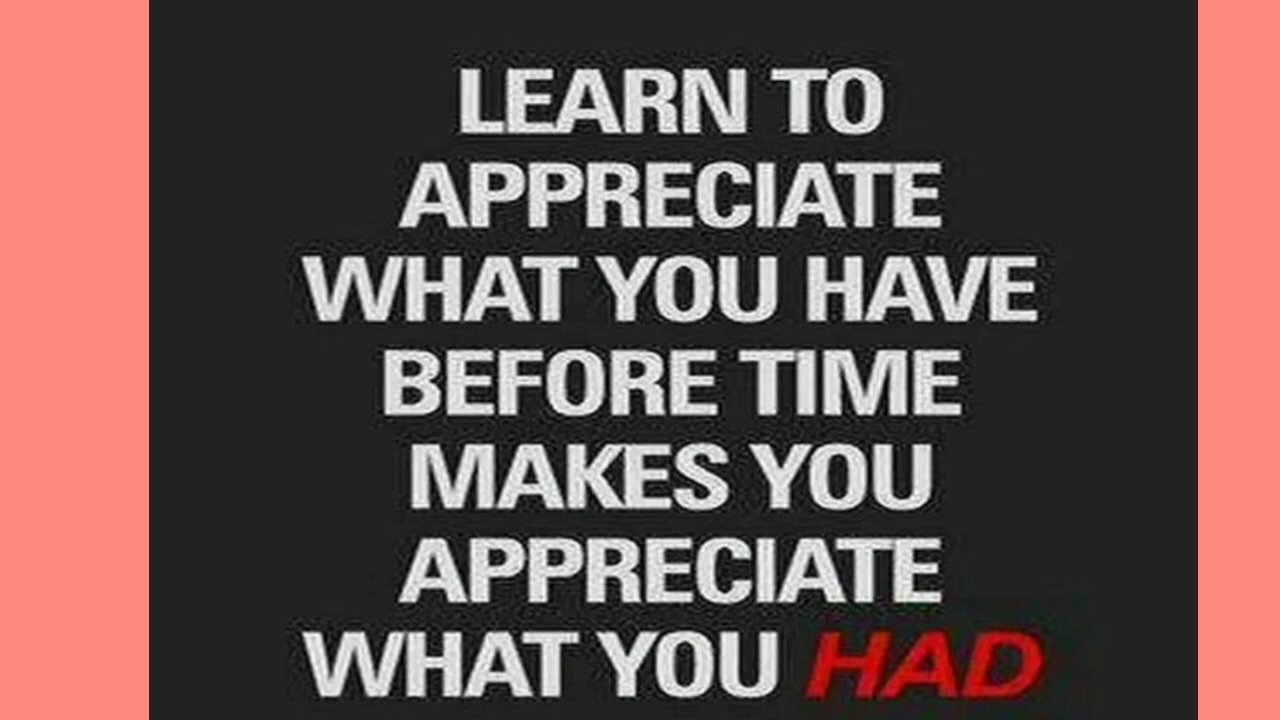 LEARN TO
APPRECIATE
WHAT YOU HAVE
BEFORE TIME
MAKES YOU
APPRECIATE
WHAT YOU HAD